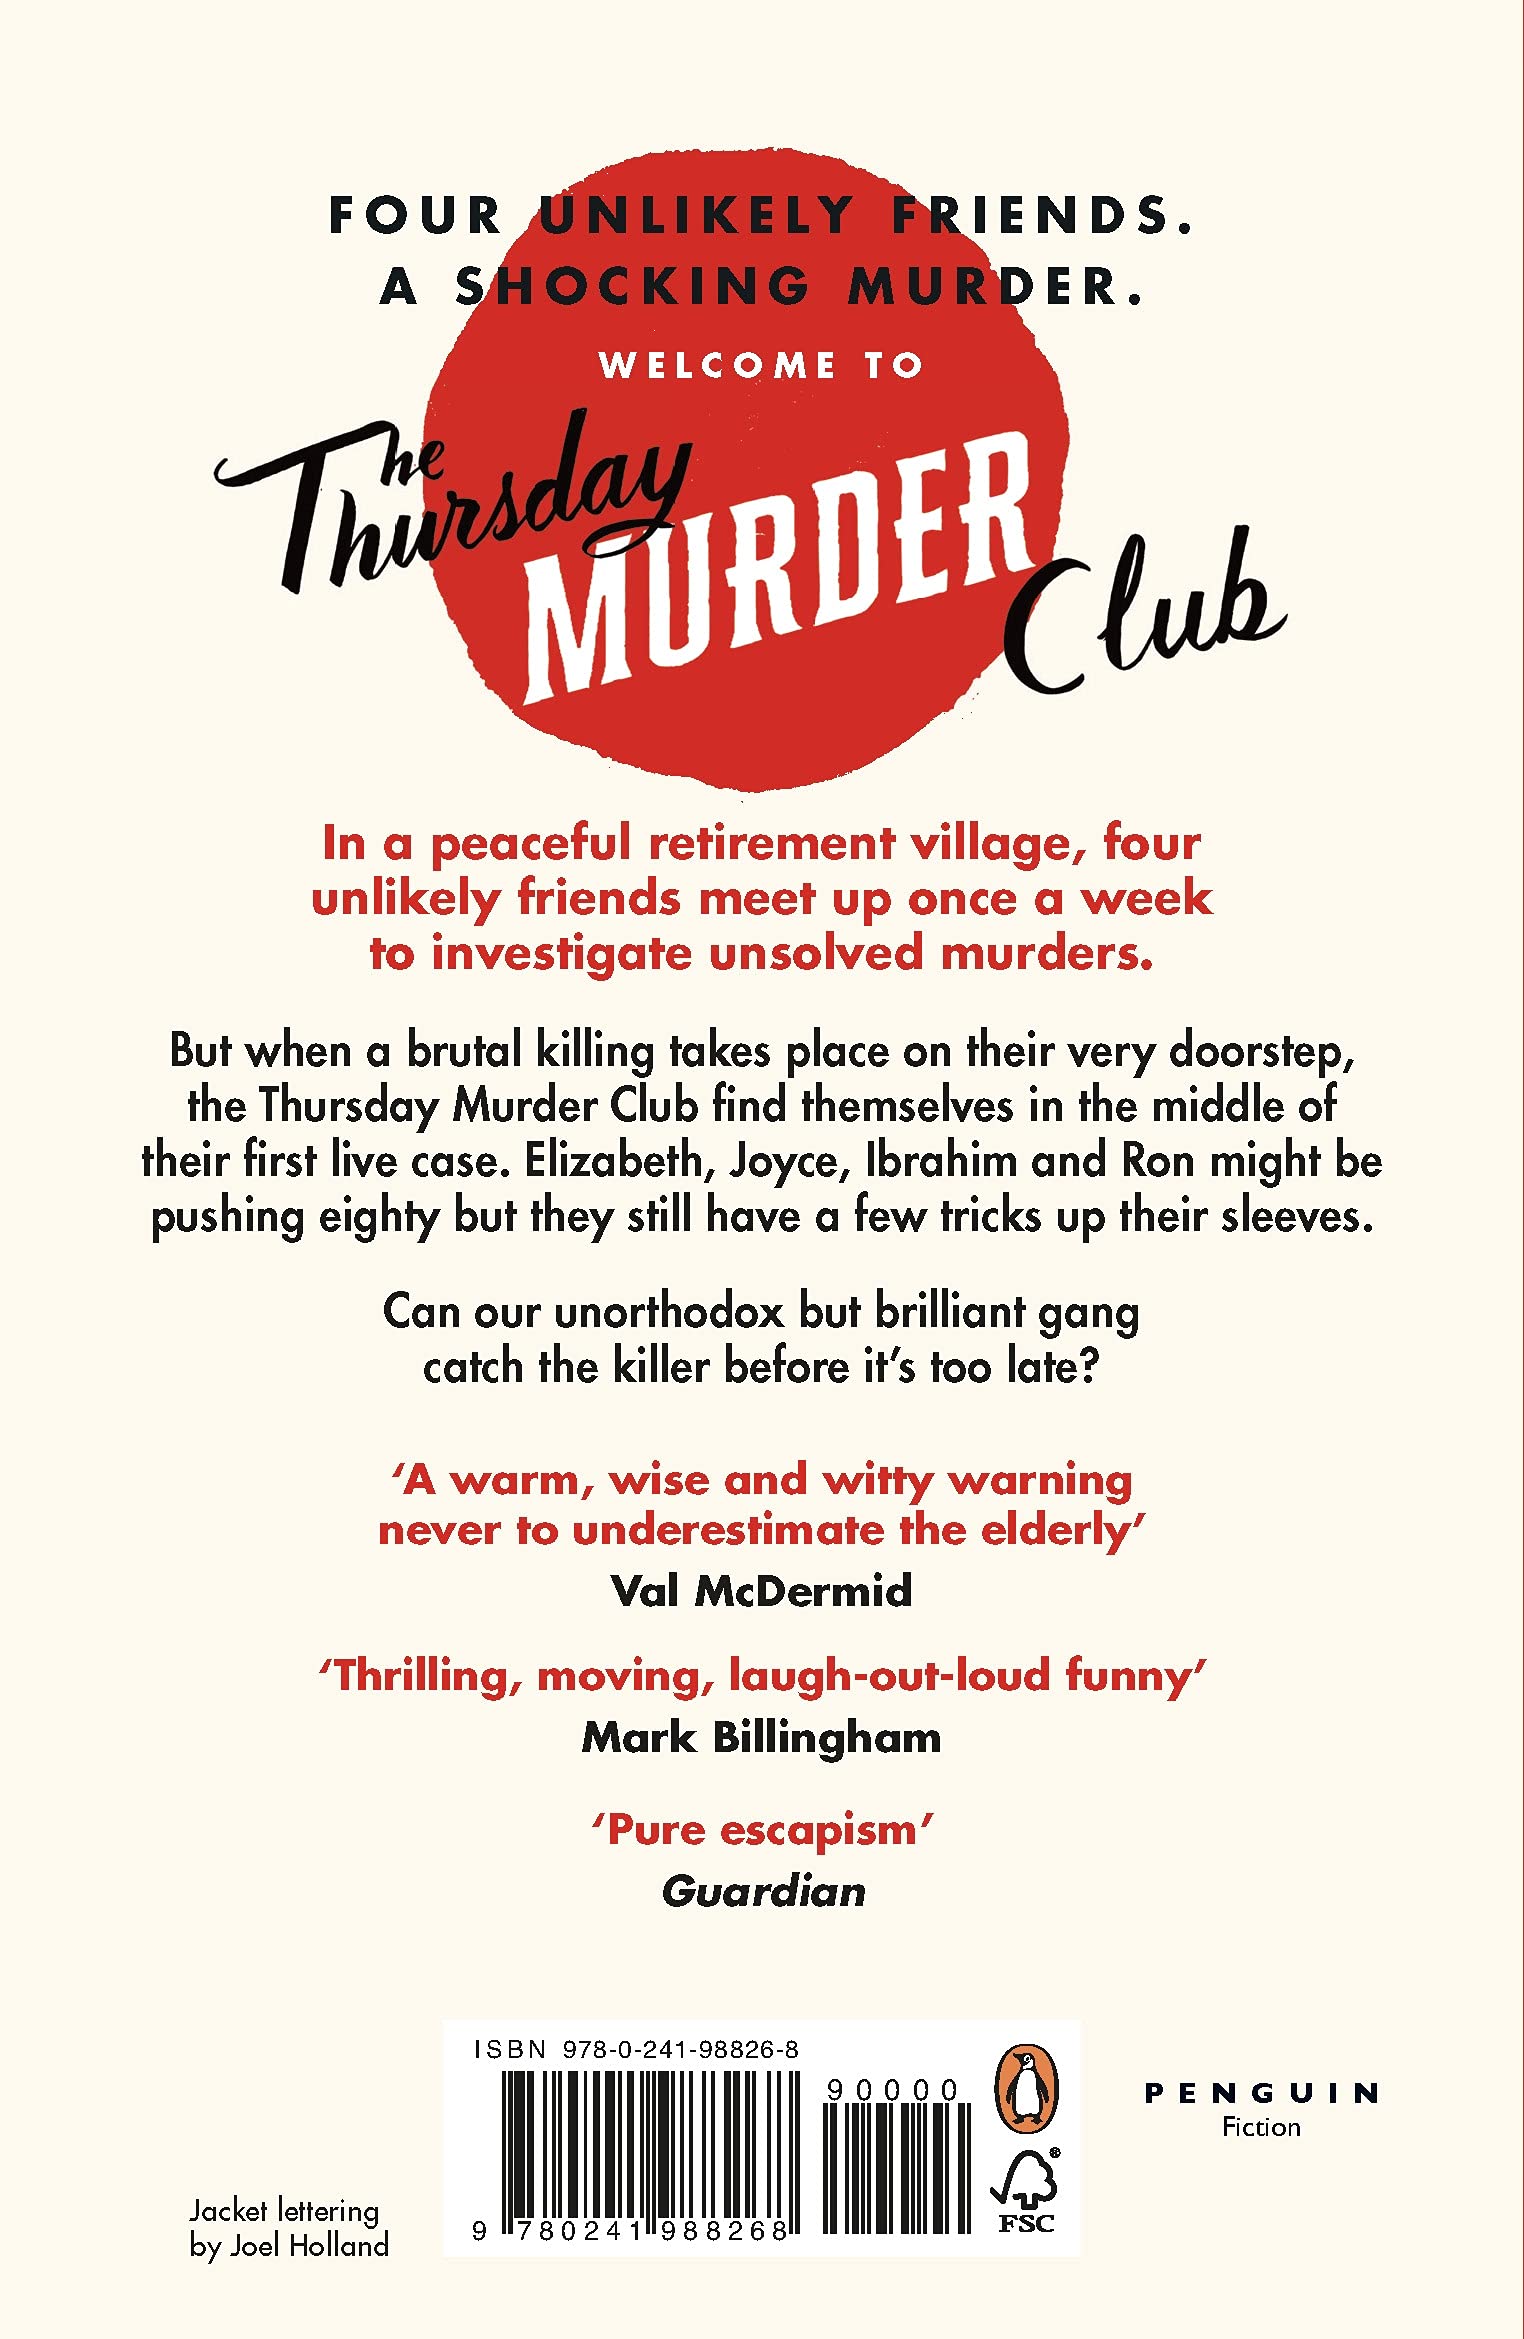 FOUR UNLIKELY FRIENDS.
A SHOCKING MURDER.
WELCOME TO
The Thursday
MURDER
Club
In a peaceful retirement village, four
unlikely friends meet up once a week
to investigate unsolved murders.
But when a brutal killing takes place on their very doorstep,
the Thursday Murder Club find themselves in the middle of
their first live case. Elizabeth, Joyce, Ibrahim and Ron might be
pushing eighty but they still have a few tricks up their sleeves.
Can our unorthodox but brilliant gang
catch the killer before it’s too late?
‘A warm, wise and witty warning
never to underestimate the elderly’
Val McDermid
‘Thrilling, moving, laugh-out-loud funny’
Mark Billingham
‘Pure escapism’
Guardian
ISBN 978-0-241-98826-8
90000
9 780241 988268
®
FSC
PENGUIN
Fiction
Jacket lettering
by Joel Holland